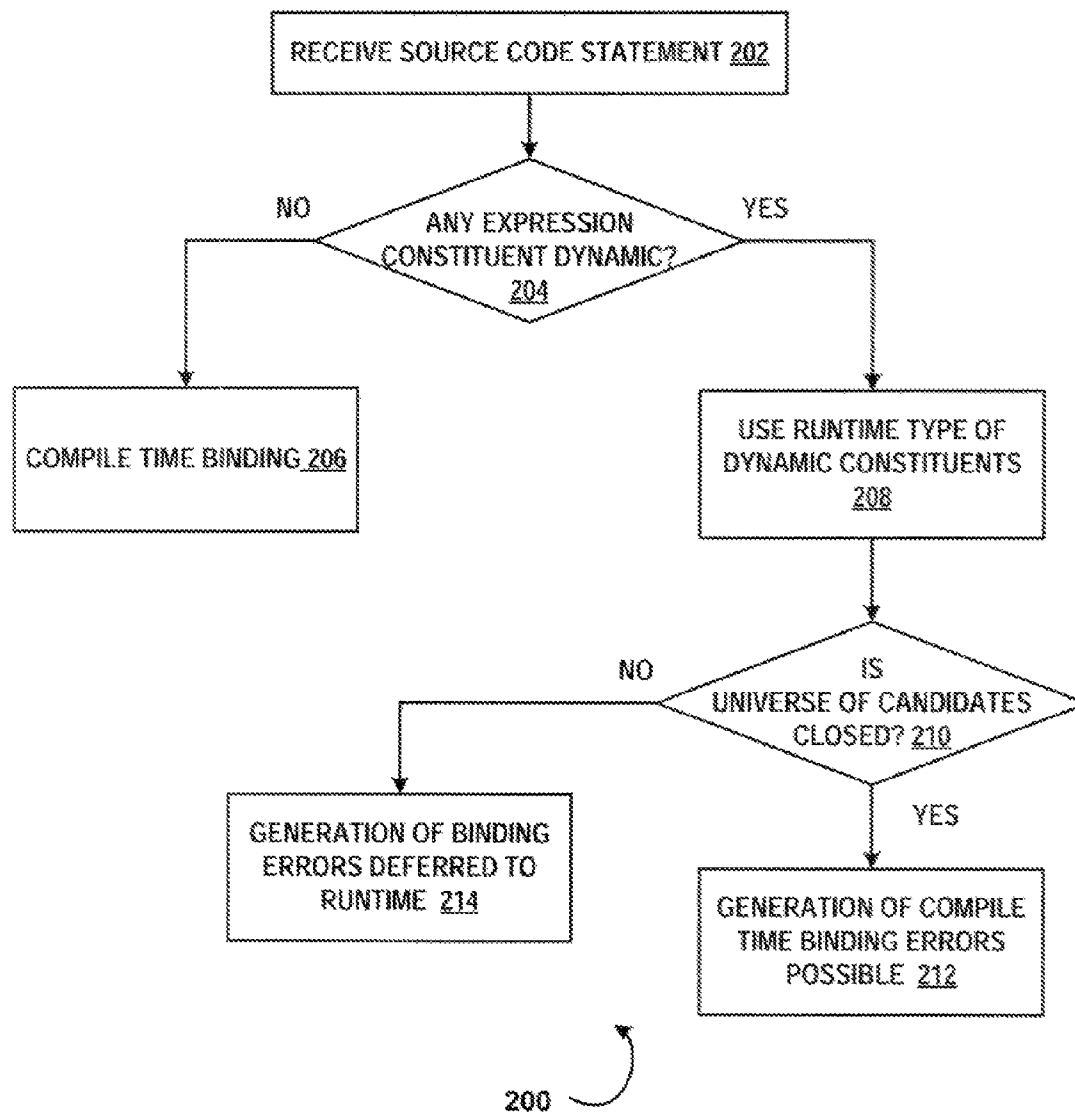 RECEIVE SOURCE CODE STATEMENT 202
NO
YES
ANY EXPRESSION
CONSTITUENT DYNAMIC?
204
COMPILE TIME BINDING 206
USE RUNTIME TYPE OF
DYNAMIC CONSTITUENTS
208
NO
IS
UNIVERSE OF CANDIDATES
CLOSED? 210
YES
GENERATION OF BINDING
ERRORS DEFERRED TO
RUNTIME 214
GENERATION OF COMPILE
TIME BINDING ERRORS
POSSIBLE 212
200